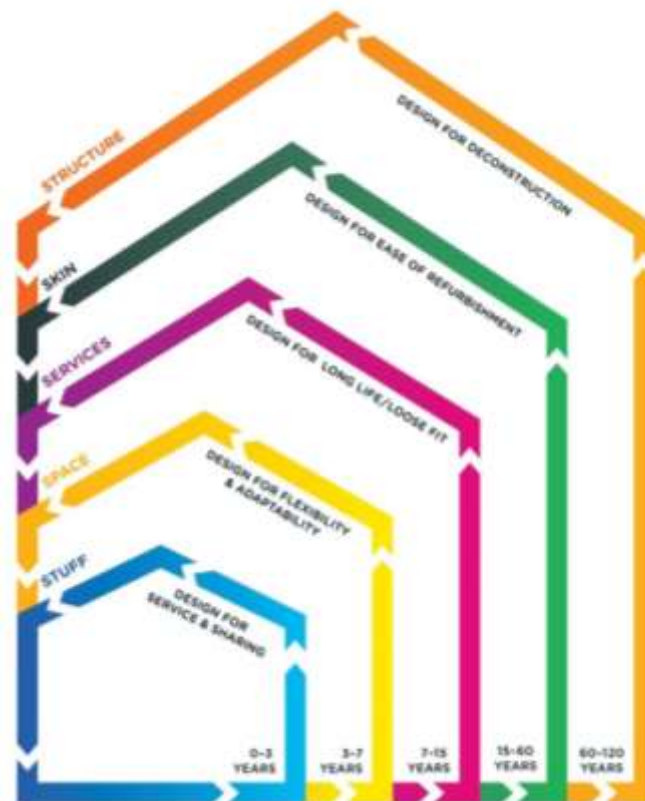 STRUCTURE
DESIGN FOR DECONSTRUCTION
SKIN
DESIGN FOR EASE OF REFURBISHMENT
SERVICES
DESIGN FOR LONG LIFE/LOOSE FIT
SPACE
DESIGN FOR FLEXIBILITY
& ADAPTABILITY
STUFF
DESIGN FOR
SERVICE & SHARING
0-3
YEARS
3-7
YEARS
7-15
YEARS
15-60
YEARS
60-120
YEARS